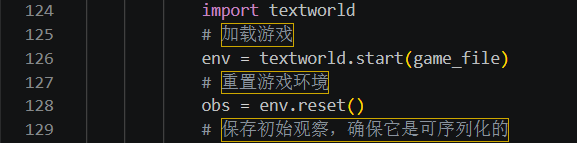 124 import textworld
125 # 加载游戏
126 env = textworld.start(game_file)
127 # 重置游戏环境
128 obs = env.reset()
129 # 保存初始观察，确保它是可序列化的